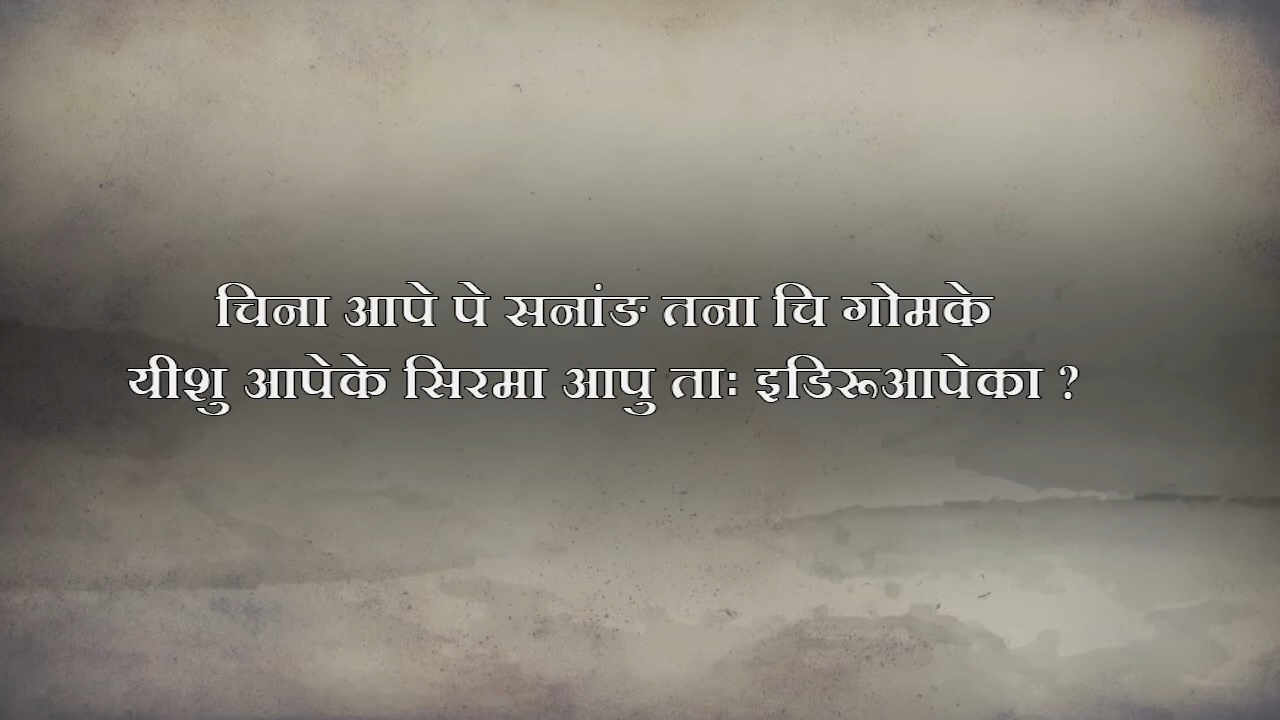 चिना आपे पे सनांङ तना चि गोमके
यीशु आपेके सिरमा आपु ताः इडिरूआपेका ?